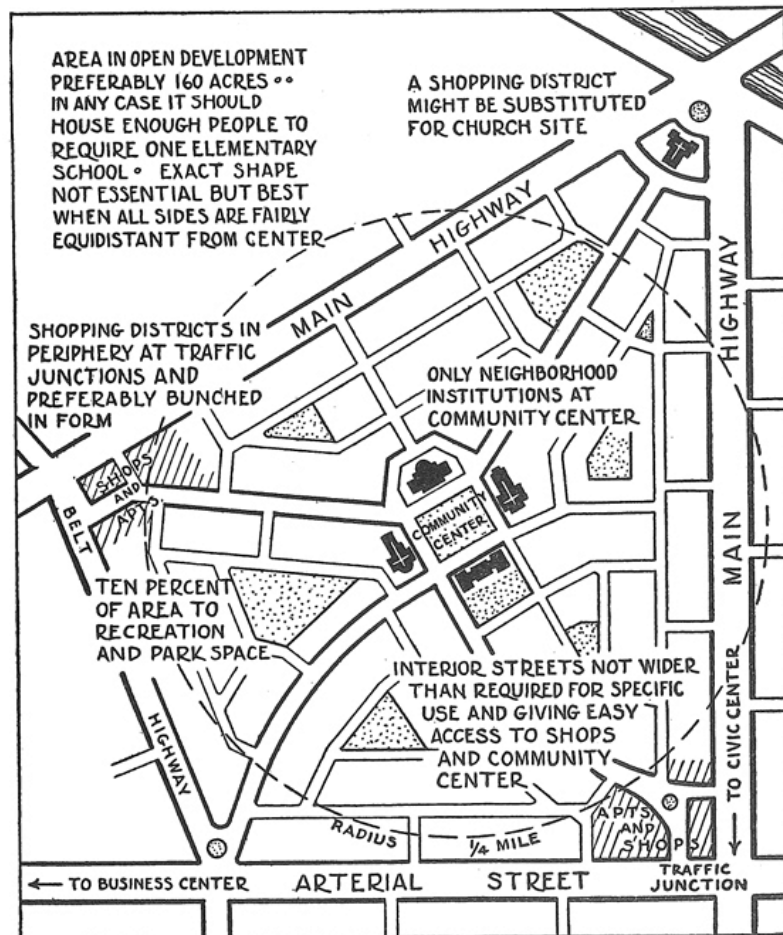 AREA IN OPEN DEVELOPMENT
PREFERABLY 160 ACRES ••
IN ANY CASE IT SHOULD
HOUSE ENOUGH PEOPLE TO
REQUIRE ONE ELEMENTARY
SCHOOL • EXACT SHAPE
NOT ESSENTIAL BUT BEST
WHEN ALL SIDES ARE FAIRLY
EQUIDISTANT FROM CENTER
A SHOPPING DISTRICT
MIGHT BE SUBSTITUTED
FOR CHURCH SITE
MAIN HIGHWAY
SHOPPING DISTRICTS IN
PERIPHERY AT TRAFFIC
JUNCTIONS AND
PREFERABLY BUNCHED
IN FORM
ONLY NEIGHBORHOOD
INSTITUTIONS AT
COMMUNITY CENTER
MAIN HIGHWAY
SHOPS
AND
APTS.
BELT HIGHWAY
COMMUNITY
CENTER
TEN PERCENT
OF AREA TO
RECREATION
AND PARK SPACE
INTERIOR STREETS NOT WIDER
THAN REQUIRED FOR SPECIFIC
USE AND GIVING EASY
ACCESS TO SHOPS
AND COMMUNITY
CENTER
TO CIVIC CENTER
APTS
AND
SHOPS
RADIUS 1/4 MILE
TRAFFIC
JUNCTION
← TO BUSINESS CENTER
ARTERIAL STREET